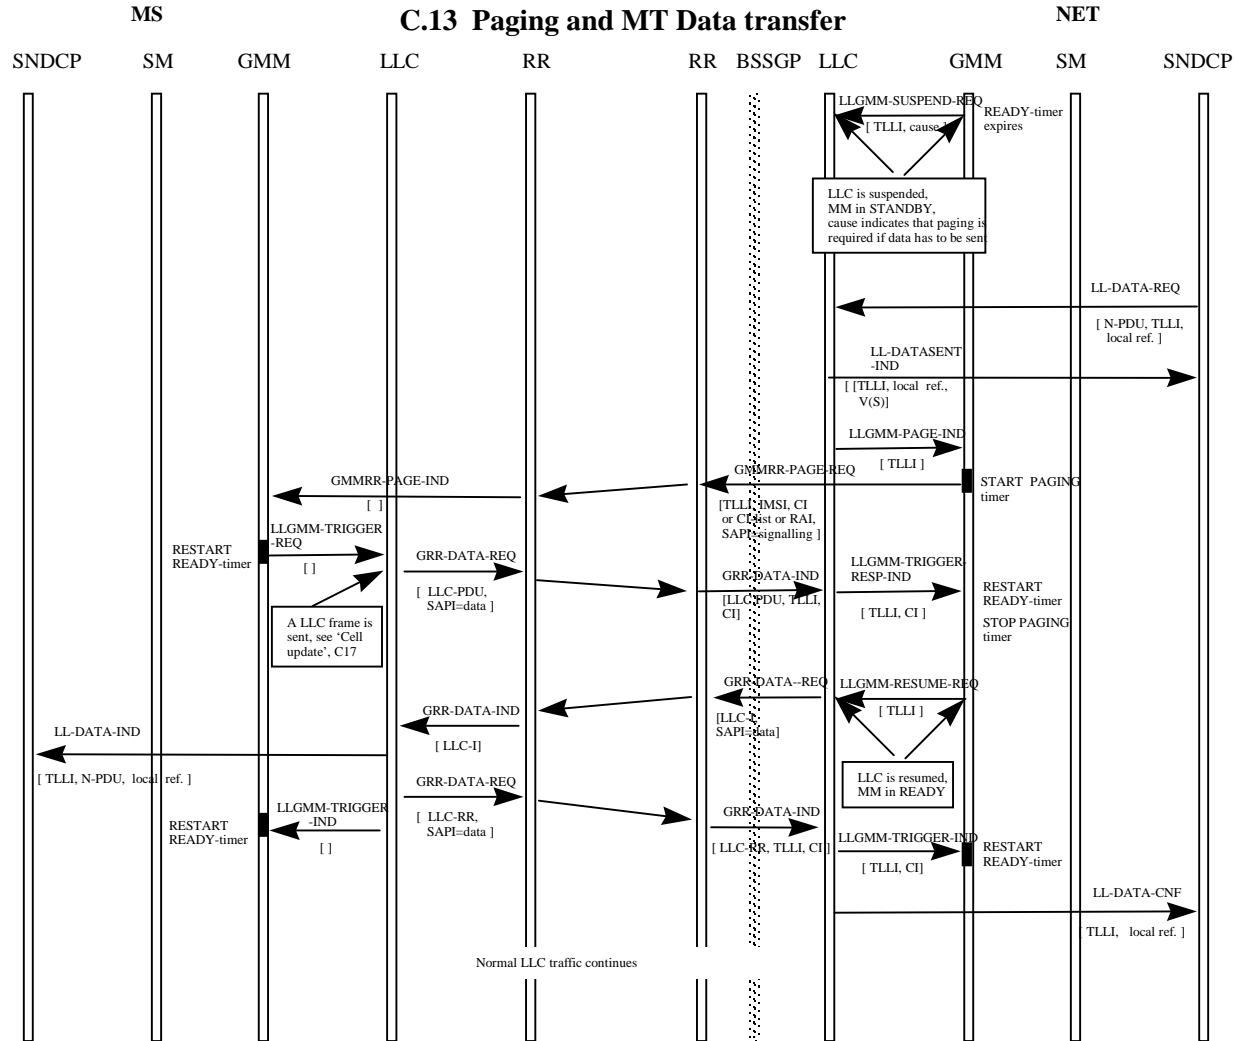 MS
C.13 Paging and MT Data transfer
NET
SNDCP SM GMM LLC RR RR BSSGP LLC GMM SM SNDCP
LLGMM-SUSPEND-REQ
[ TLLI, cause ]
READY-timer
expires
LLC is suspended,
MM in STANDBY,
cause indicates that paging is
required if data has to be sent
LL-DATA-REQ
[ N-PDU, TLLI,
local ref. ]
LL-DATASENT
-IND
[ [TLLI, local ref.,
V(S)]
LLGMM-PAGE-IND
[ TLLI ]
GMMRR-PAGE-REQ
START PAGING
timer
[TLLI, IMSI, CI
or CI-list or RAI,
SAPI=signalling ]
GMMRR-PAGE-IND
[ ]
LLGMM-TRIGGER
-REQ
[ ]
RESTART
READY-timer
GRR-DATA-REQ
[ LLC-PDU,
SAPI=data ]
A LLC frame is
sent, see ‘Cell
update’, C17
GRR-DATA-IND
[LLC-PDU, TLLI,
CI]
LLGMM-TRIGGER-
RESP-IND
[ TLLI, CI ]
RESTART
READY-timer
STOP PAGING
timer
LLGMM-RESUME-REQ
[ TLLI ]
GRR-DATA--REQ
[LLC-I,
SAPI=data]
LLC is resumed,
MM in READY
GRR-DATA-IND
[ LLC-I]
LL-DATA-IND
[ TLLI, N-PDU, local ref. ]
GRR-DATA-REQ
[ LLC-RR,
SAPI=data ]
LLGMM-TRIGGER
-IND
[ ]
RESTART
READY-timer
GRR-DATA-IND
[ LLC-RR, TLLI, CI ]
LLGMM-TRIGGER-IND
[ TLLI, CI]
RESTART
READY-timer
LL-DATA-CNF
[ TLLI, local ref. ]
Normal LLC traffic continues